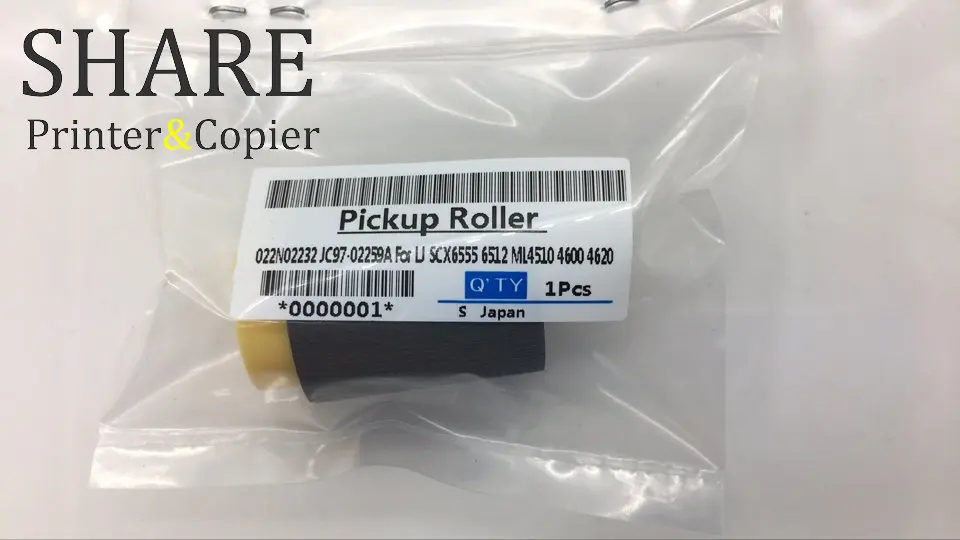 SHARE
Printer&Copier
Pickup Roller
022N02232 JC97-02259A For LJ SCX6555 6512 ML4510 4600 4620
Q'TY 1Pcs
*0000001*
S Japan